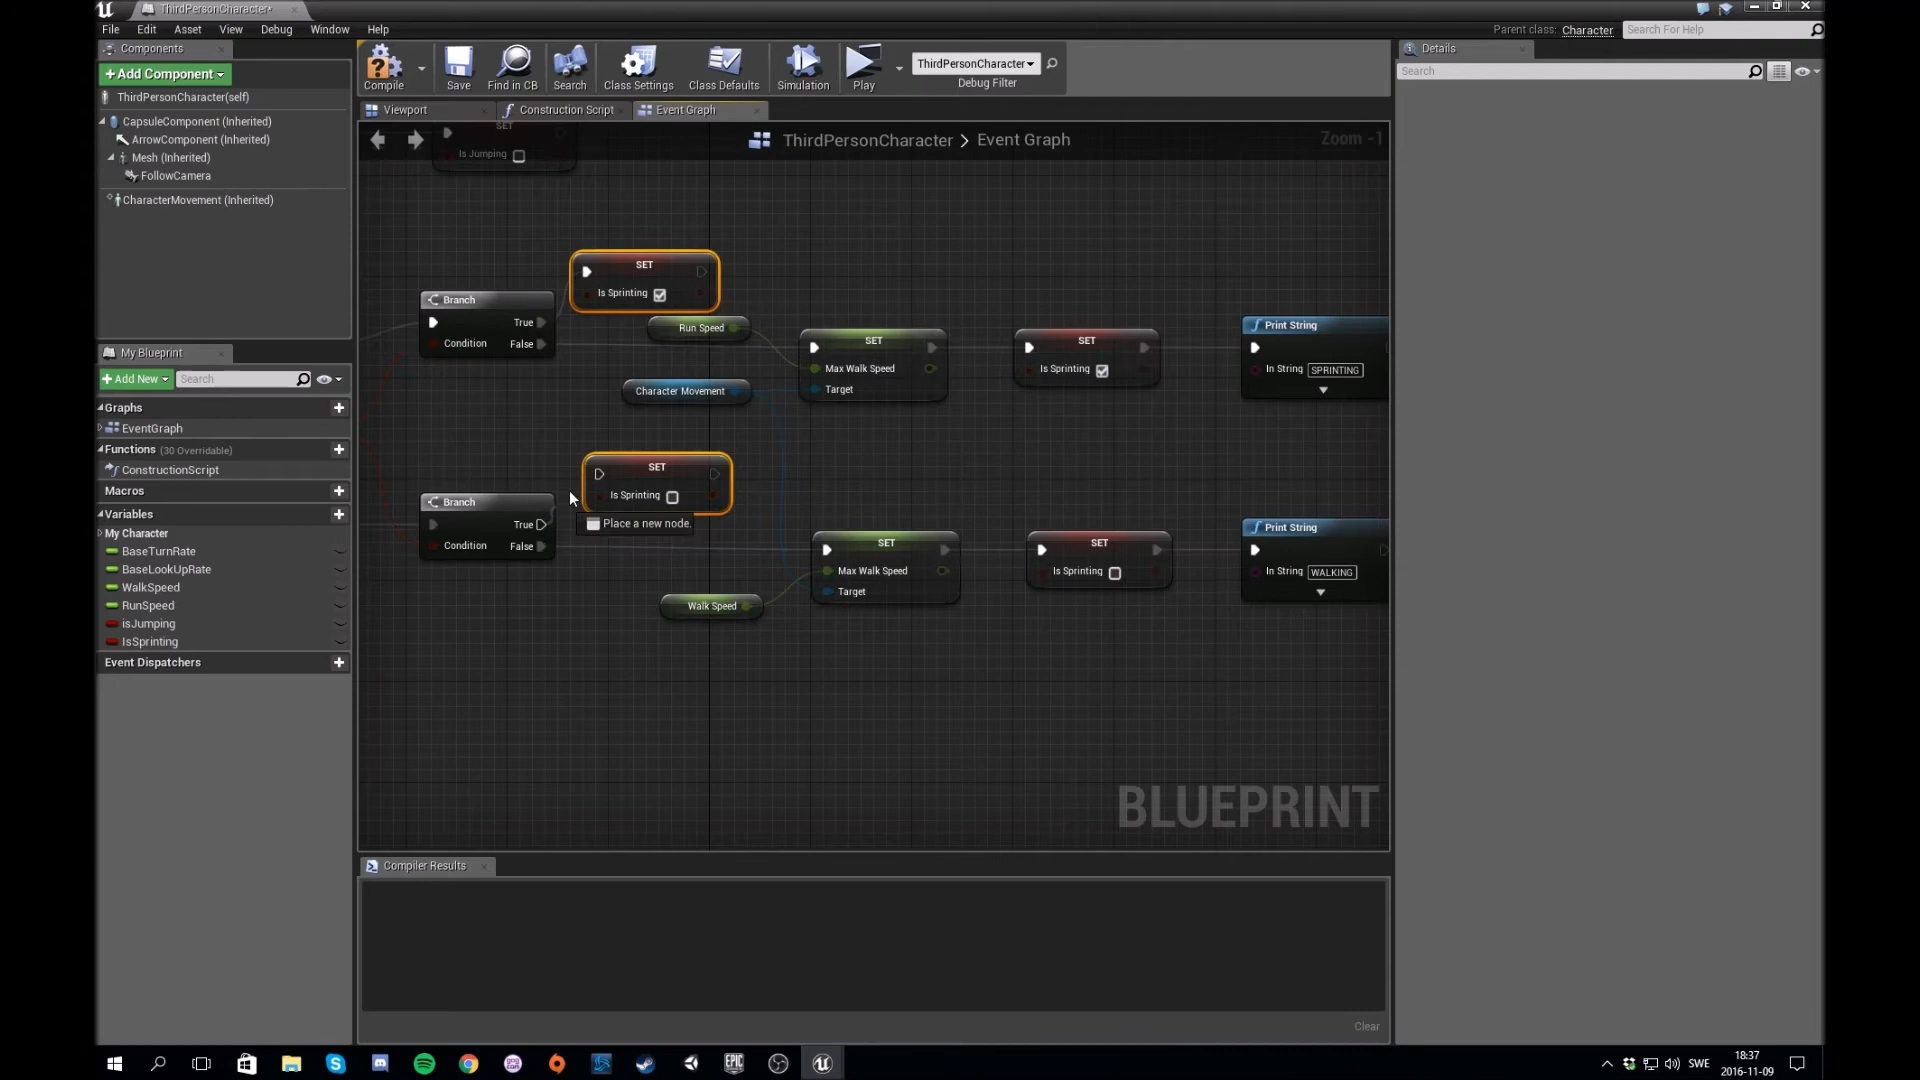 ThirdPersonCharacter*
File Edit Asset View Debug Window Help
Parent class: Character Search For Help
Components
+Add Component
ThirdPersonCharacter(self)
CapsuleComponent (Inherited)
ArrowComponent (Inherited)
Mesh (Inherited)
FollowCamera
CharacterMovement (Inherited)
Compile Save Find in CB Search Class Settings Class Defaults Simulation Play
ThirdPersonCharacter
Debug Filter
Details
Search
Viewport Construction Script Event Graph
ThirdPersonCharacter > Event Graph
Zoom -1
SET
Is Jumping
SET
Is Sprinting
Branch
True
Condition False
Run Speed
Character Movement
SET
Max Walk Speed
Target
SET
Is Sprinting
Print String
In String SPRINTING
SET
Is Sprinting
Place a new node.
Branch
True
Condition False
Walk Speed
SET
Max Walk Speed
Target
SET
Is Sprinting
Print String
In String WALKING
BLUEPRINT
My Blueprint
+Add New Search
Graphs
EventGraph
Functions (30 Overridable)
ConstructionScript
Macros
Variables
My Character
BaseTurnRate
BaseLookUpRate
WalkSpeed
RunSpeed
isJumping
IsSprinting
Event Dispatchers
Compiler Results
Clear
EPIC
SWE
18:37
2016-11-09